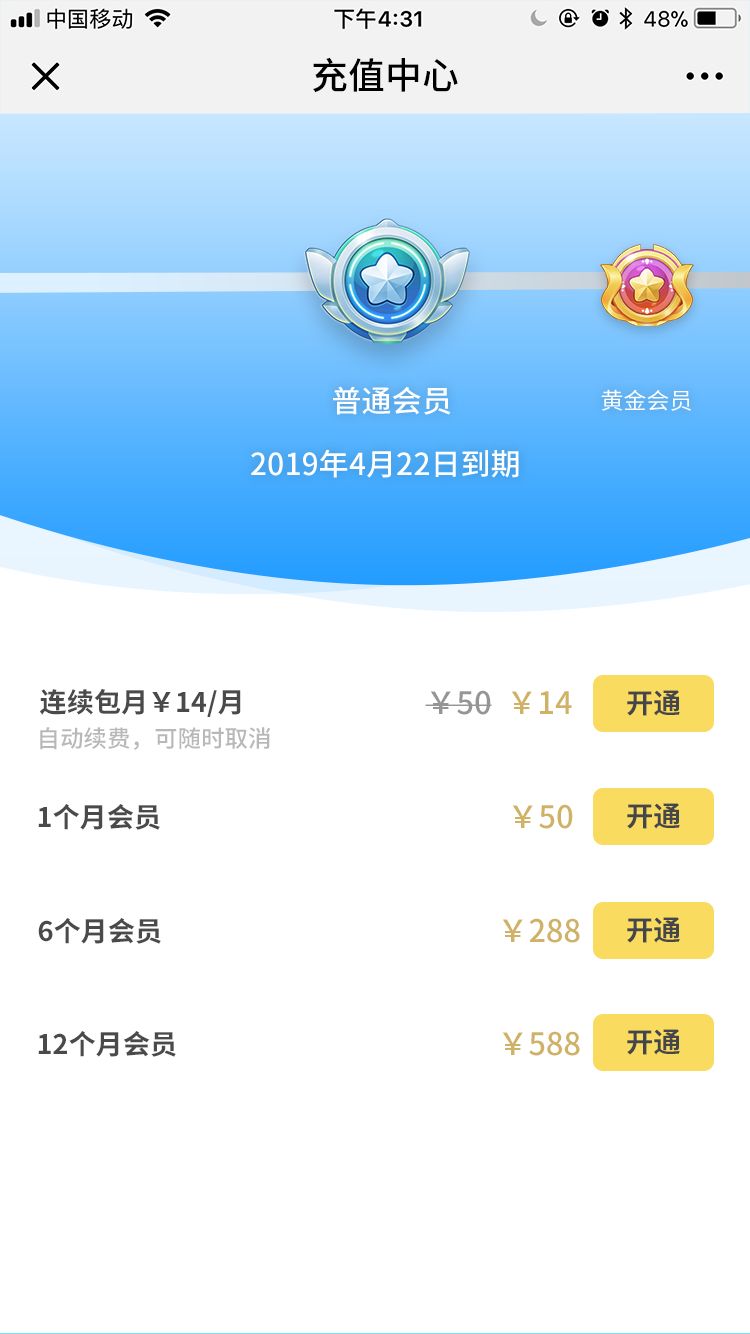 中国移动 下午4:31 48%
充值中心
普通会员 黄金会员
2019年4月22日到期
连续包月￥14/月 ￥50 ￥14 开通
自动续费，可随时取消
1个月会员 ￥50 开通
6个月会员 ￥288 开通
12个月会员 ￥588 开通